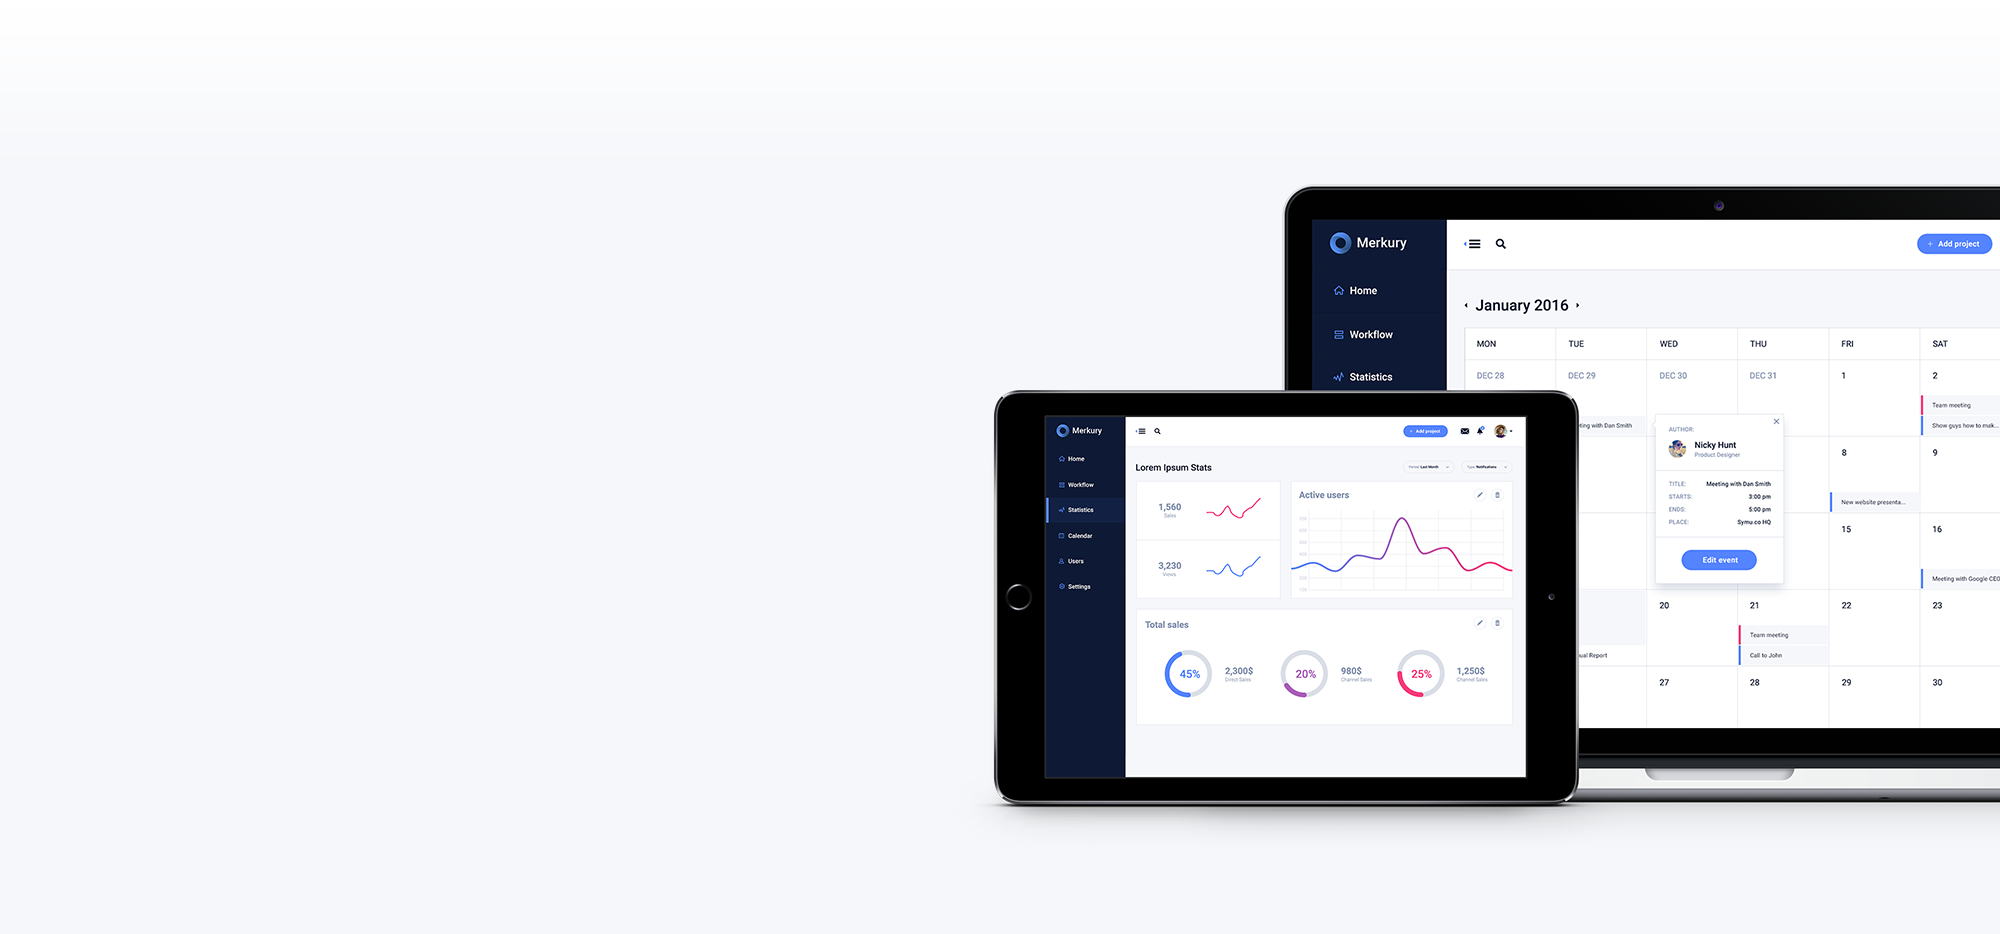 Merkury
Add project
Home
Workflow
Statistics
January 2016
MON TUE WED THU FRI SAT
DEC 28 DEC 29 DEC 30 DEC 31 1 2
Team meeting
Show guys how to mak...
ting with Dan Smith
8 9
New website presenta...
15 16
Meeting with Google CEO
20 21 22 23
Team meeting
Call to John
ual Report
27 28 29 30
AUTHOR:
Nicky Hunt
Product Designer
TITLE: Meeting with Dan Smith
STARTS: 3:00 pm
ENDS: 5:00 pm
PLACE: Symu.co HQ
Edit event
Merkury
Home
Workflow
Statistics
Calendar
Users
Settings
Add project
Lorem Ipsum Stats
Period: Last Month
Type: Notifications
1,560
Sales
3,230
Views
Active users
Total sales
45%
2,300$
Direct Sales
20%
980$
Channel Sales
25%
1,250$
Channel Sales